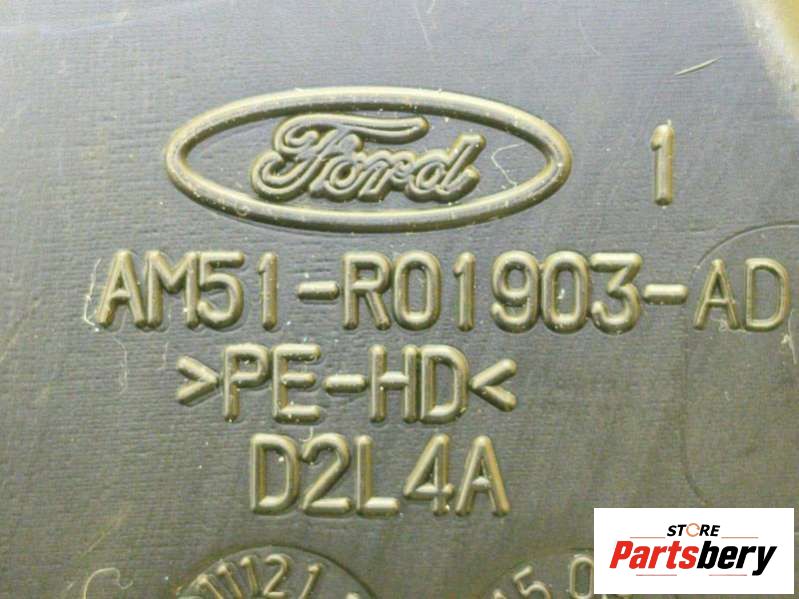 Ford 1
AM51-R01903-AD
>PE-HD<
D2L4A
STORE
Partsbery